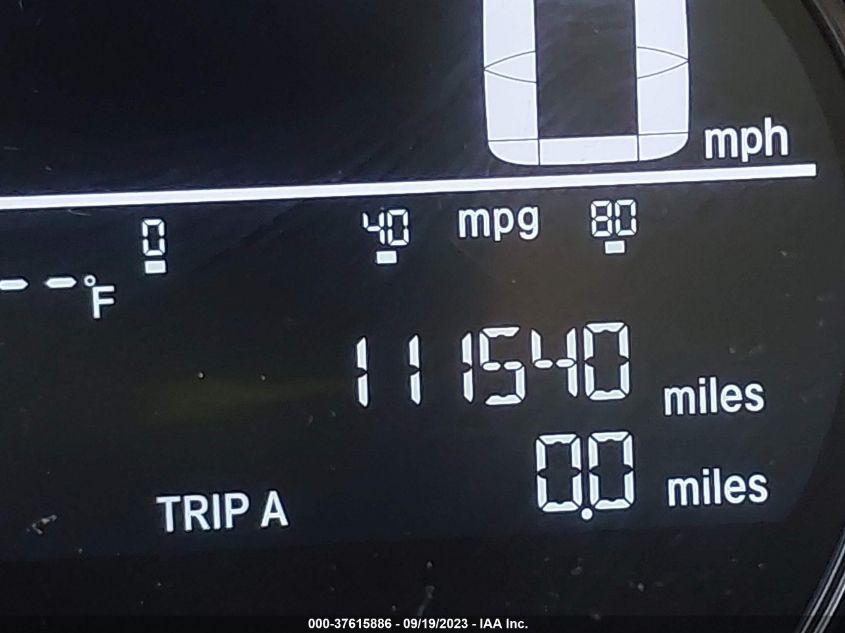 0
mph
0 40 mpg 80
--°F
111540 miles
TRIP A 0.0 miles
000-37615886 - 09/19/2023 - IAA Inc.